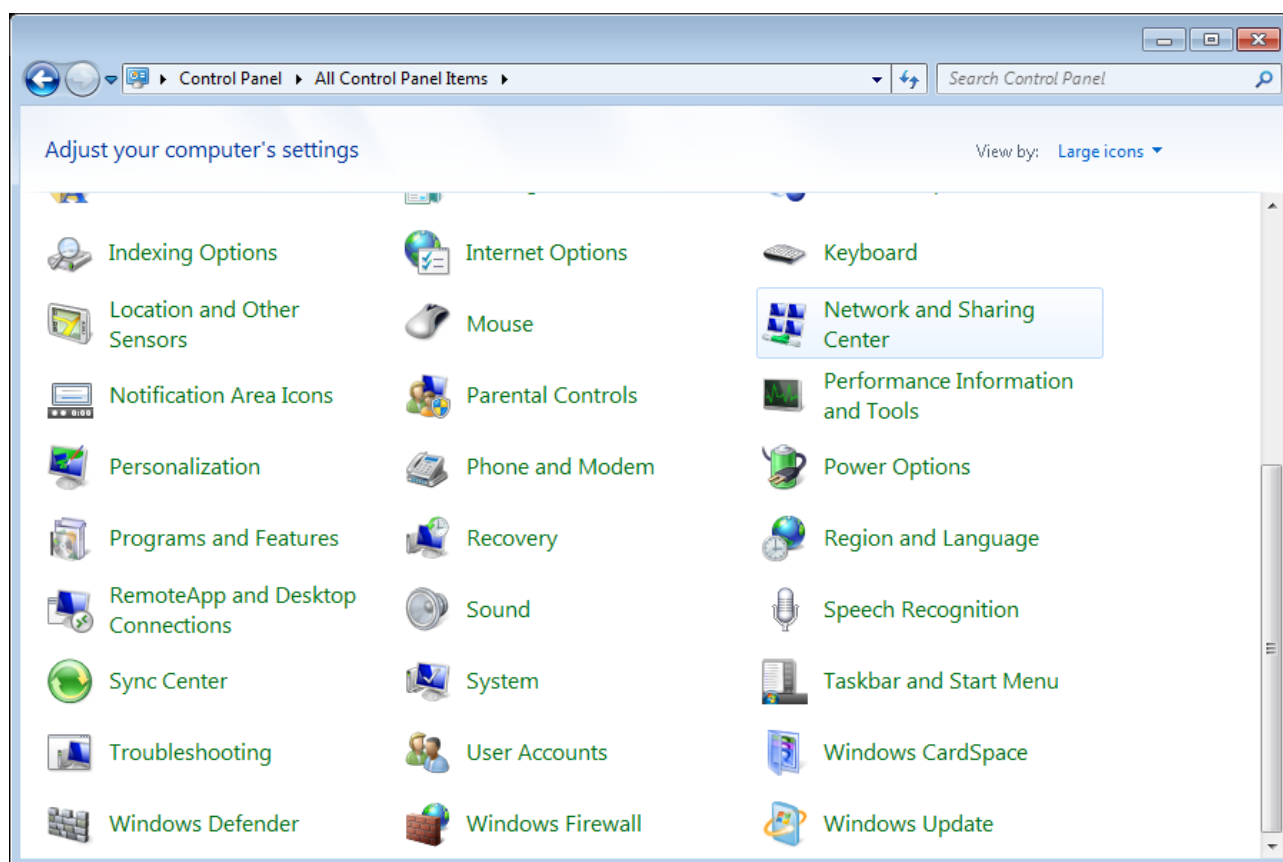 Control Panel All Control Panel Items
Search Control Panel
Adjust your computer's settings
View by: Large icons
Indexing Options
Internet Options
Keyboard
Location and Other
Sensors
Mouse
Network and Sharing
Center
Notification Area Icons
Parental Controls
Performance Information
and Tools
Personalization
Phone and Modem
Power Options
Programs and Features
Recovery
Region and Language
RemoteApp and Desktop
Connections
Sound
Speech Recognition
Sync Center
System
Taskbar and Start Menu
Troubleshooting
User Accounts
Windows CardSpace
Windows Defender
Windows Firewall
Windows Update